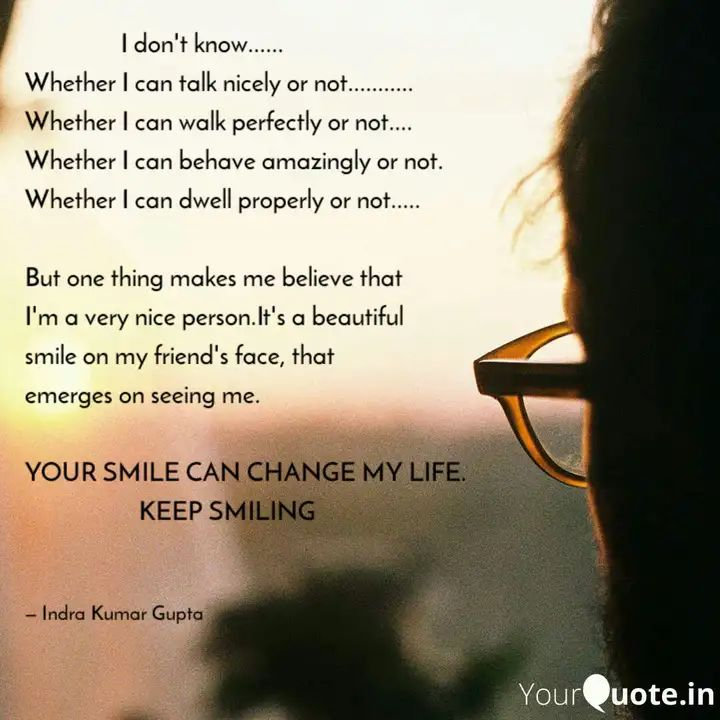 I don't know......
Whether I can talk nicely or not...........
Whether I can walk perfectly or not....
Whether I can behave amazingly or not.
Whether I can dwell properly or not.....
But one thing makes me believe that
I'm a very nice person.It's a beautiful
smile on my friend's face, that
emerges on seeing me.
YOUR SMILE CAN CHANGE MY LIFE.
KEEP SMILING
– Indra Kumar Gupta
YourQuote.in